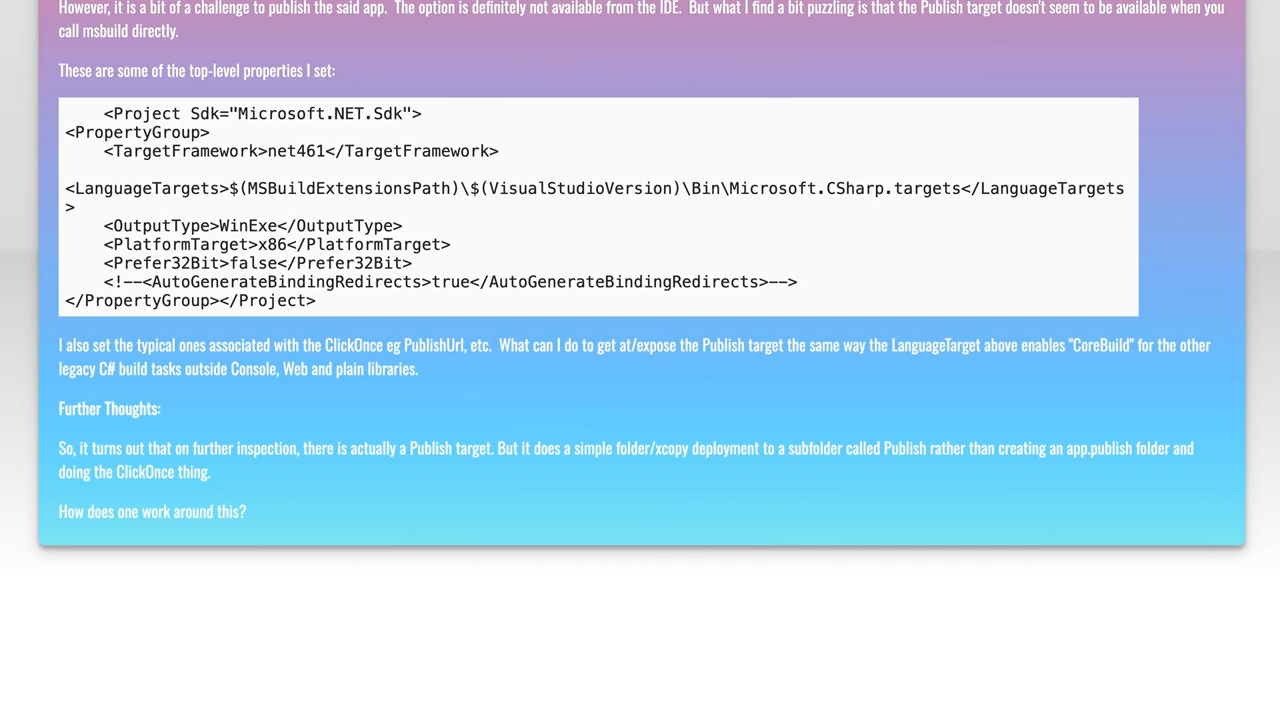 However, it is a bit of a challenge to publish the said app.  The option is definitely not available from the IDE.  But what I find a bit puzzling is that the Publish target doesn't seem to be available when you
call msbuild directly.
These are some of the top-level properties I set:
<Project Sdk="Microsoft.NET.Sdk">
<PropertyGroup>
<TargetFramework>net461</TargetFramework>
<LanguageTargets>$(MSBuildExtensionsPath)\$(VisualStudioVersion)\Bin\Microsoft.CSharp.targets</LanguageTargets
>
<OutputType>WinExe</OutputType>
<PlatformTarget>x86</PlatformTarget>
<Prefer32Bit>false</Prefer32Bit>
<!--<AutoGenerateBindingRedirects>true</AutoGenerateBindingRedirects>-->
</PropertyGroup></Project>
I also set the typical ones associated with the ClickOnce eg PublishUrl, etc.  What can I do to get at/expose the Publish target the same way the LanguageTarget above enables "CoreBuild" for the other
legacy C# build tasks outside Console, Web and plain libraries.
Further Thoughts:
So, it turns out that on further inspection, there is actually a Publish target. But it does a simple folder/xcopy deployment to a subfolder called Publish rather than creating an app.publish folder and
doing the ClickOnce thing.
How does one work around this?